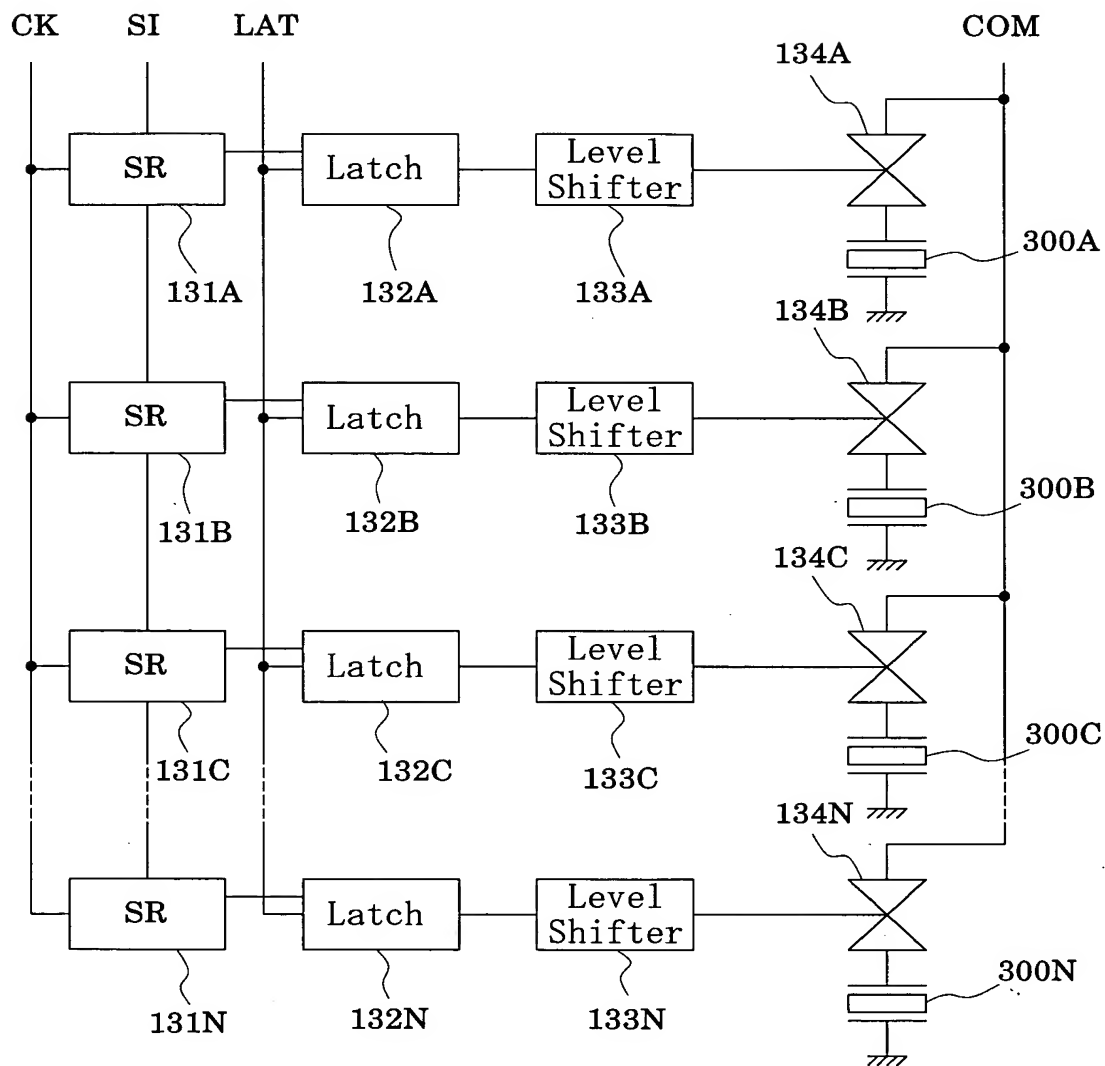 CK SI LAT COM
134A
SR Latch Level Shifter
300A
131A 132A 133A
134B
SR Latch Level Shifter
300B
131B 132B 133B
134C
SR Latch Level Shifter
300C
131C 132C 133C
134N
SR Latch Level Shifter
300N
131N 132N 133N